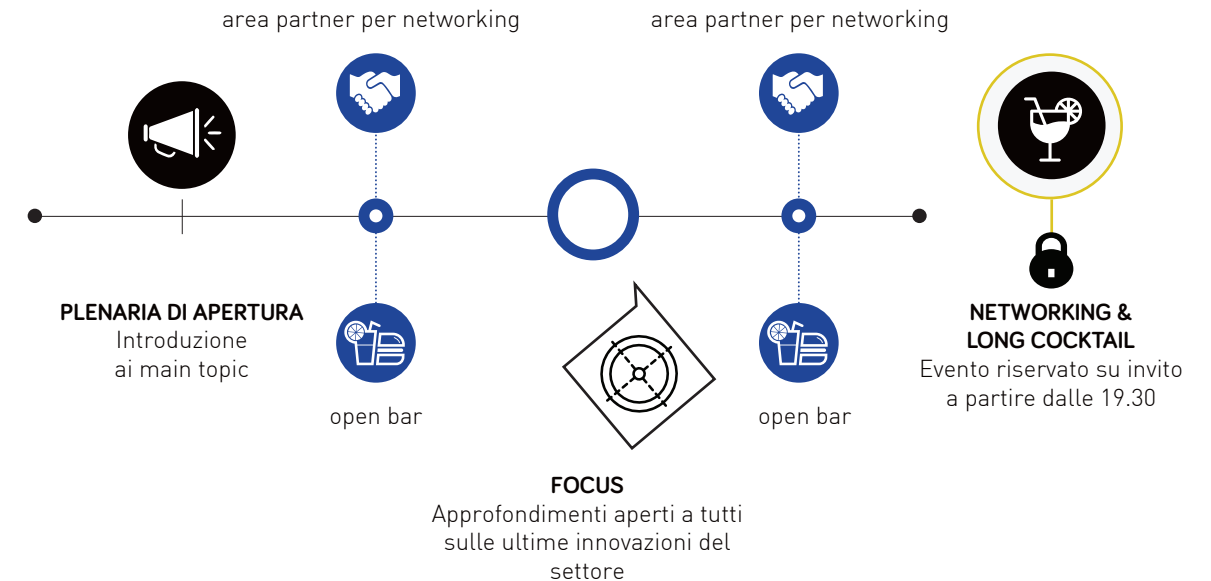 area partner per networking
area partner per networking
PLENARIA DI APERTURA
Introduzione
ai main topic
open bar
FOCUS
Approfondimenti aperti a tutti
sulle ultime innovazioni del
settore
open bar
NETWORKING &
LONG COCKTAIL
Evento riservato su invito
a partire dalle 19.30